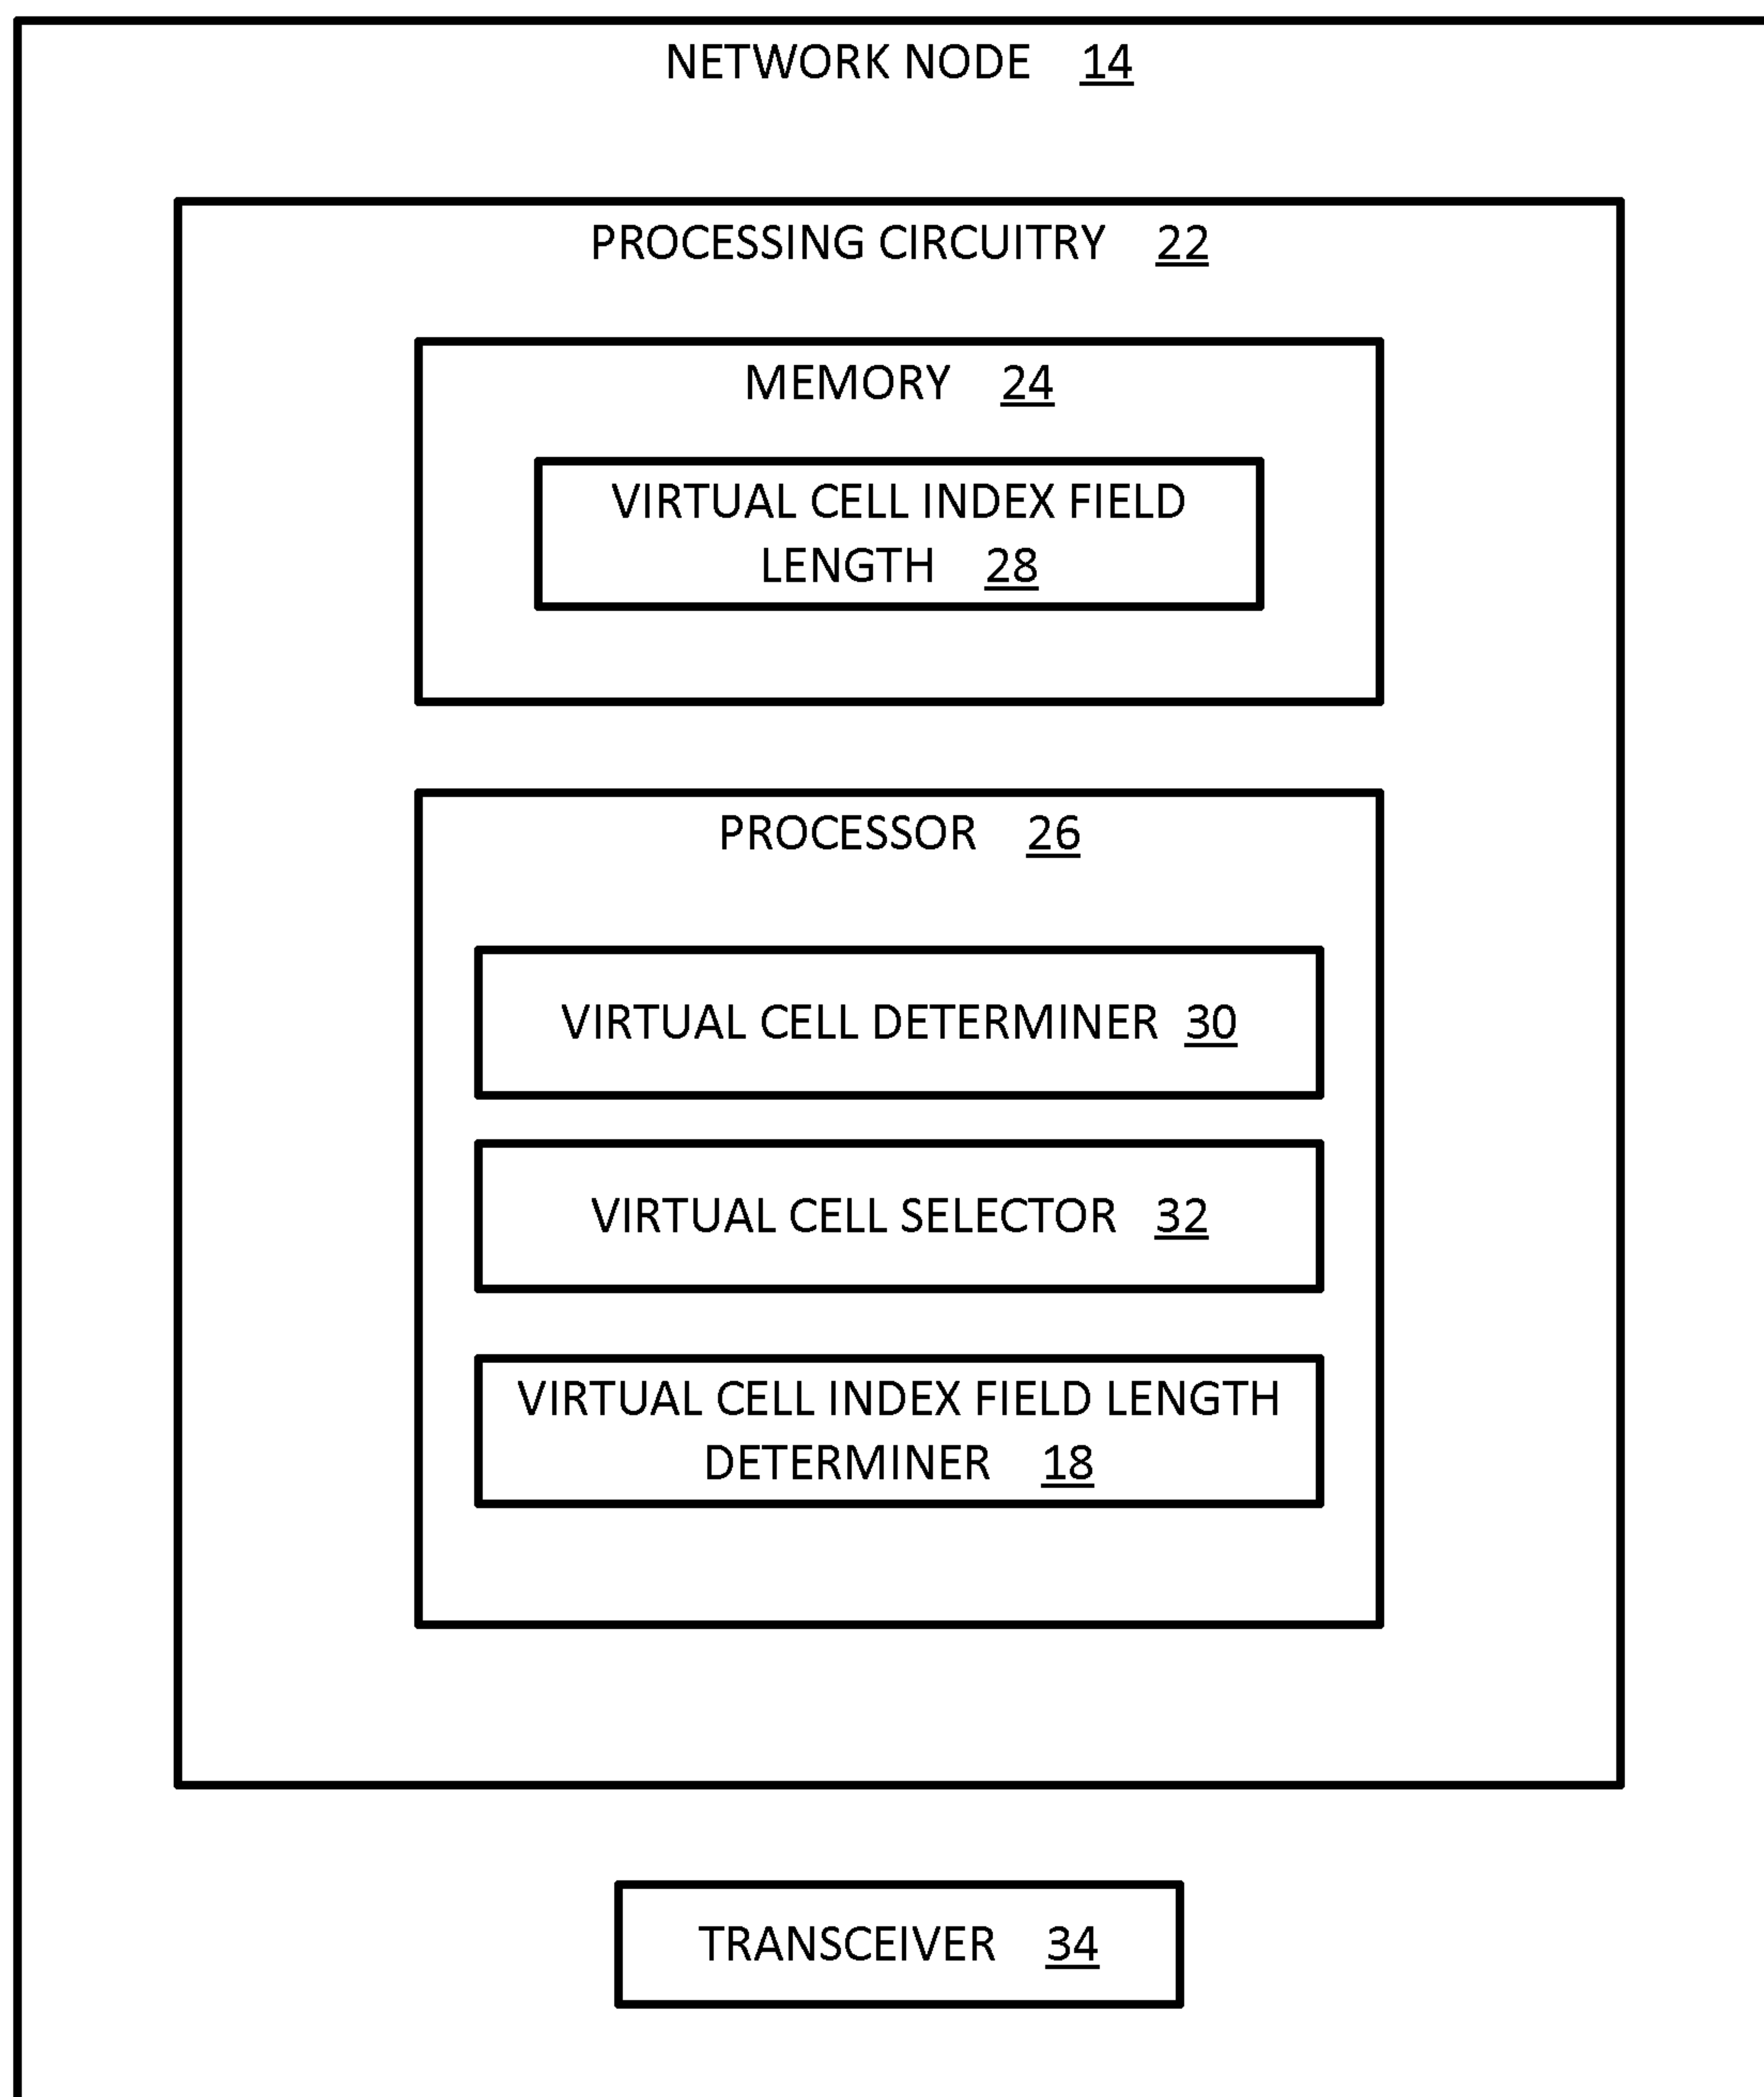 NETWORK NODE 14
PROCESSING CIRCUITRY 22
MEMORY 24
VIRTUAL CELL INDEX FIELD
LENGTH 28
PROCESSOR 26
VIRTUAL CELL DETERMINER 30
VIRTUAL CELL SELECTOR 32
VIRTUAL CELL INDEX FIELD LENGTH
DETERMINER 18
TRANSCEIVER 34